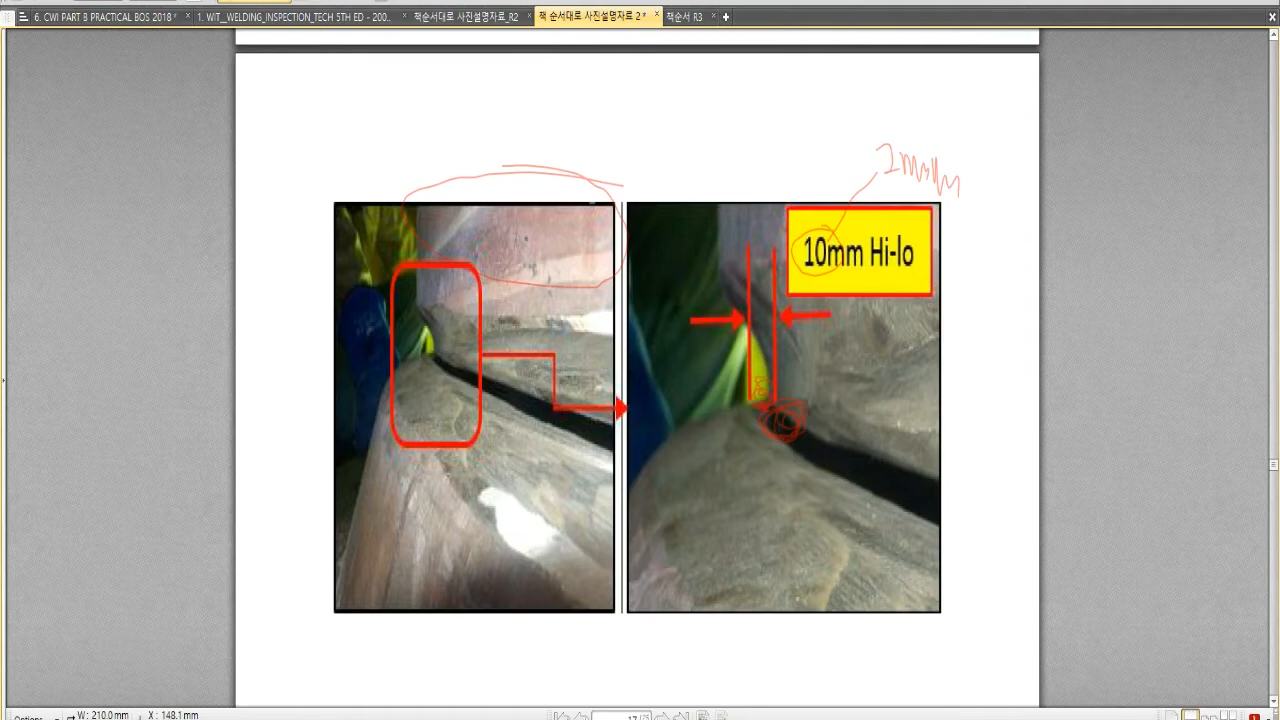 6. CWI PART B PRACTICAL BOS 2018*
1. WIT_WELDING_INSPECTION_TECH 5TH ED - 200...
책순서대로 사진설명자료_R2
책 순서대로 사진설명자료 2 *
책순서 R3
10mm Hi-lo
Options
W: 210.0 mm
X: 148.1 mm